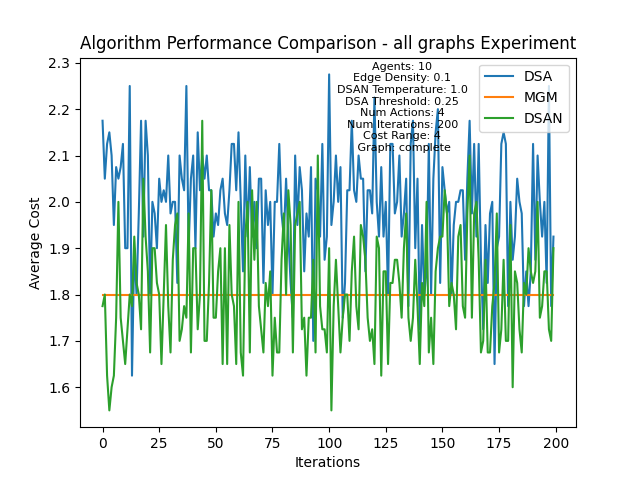 Algorithm Performance Comparison - all graphs Experiment
Agents: 10
Edge Density: 0.1
DSAN Temperature: 1.0
DSA Threshold: 0.25
Num Actions: 4
Num Iterations: 200
Cost Range: 4
Graph: complete
DSA
MGM
DSAN
2.3
2.2
2.1
2.0
1.9
1.8
1.7
1.6
Average Cost
0 25 50 75 100 125 150 175 200
Iterations